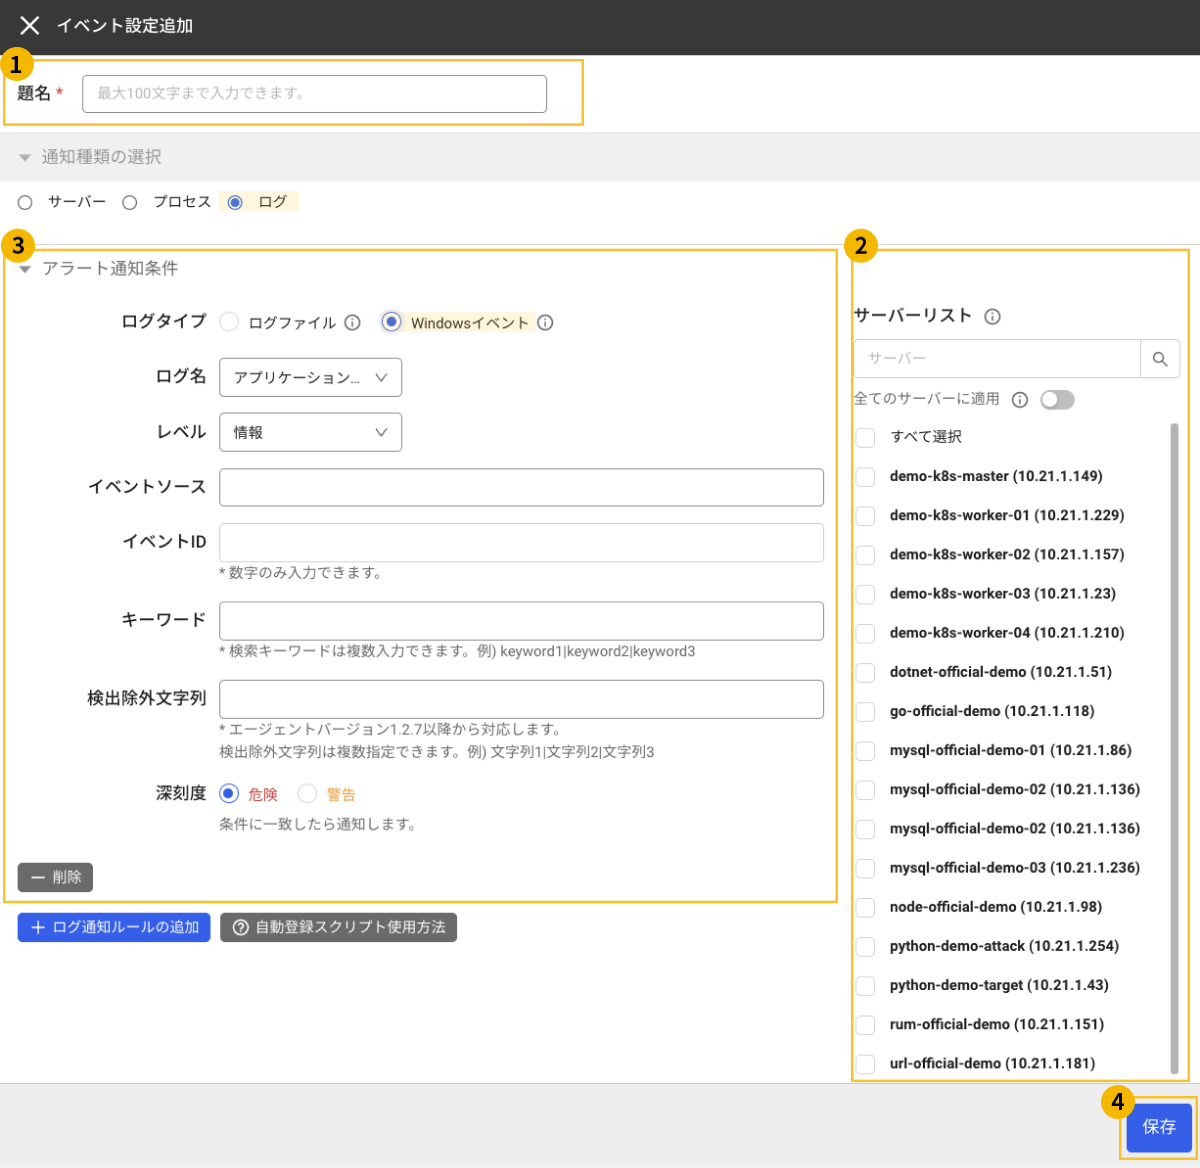 イベント設定追加
1
題名 *
最大100文字まで入力できます。
通知種類の選択
サーバー プロセス ログ
3
アラート通知条件
ログタイプ ログファイル Windowsイベント
ログ名 アプリケーション...
レベル 情報
イベントソース
イベントID
* 数字のみ入力できます。
キーワード
* 検索キーワードは複数入力できます。例) keyword1|keyword2|keyword3
検出除外文字列
* エージェントバージョン1.2.7以降から対応します。
検出除外文字列は複数指定できます。例) 文字列1|文字列2|文字列3
深刻度 危険 警告
条件に一致したら通知します。
削除
ログ通知ルールの追加 自動登録スクリプト使用方法
2
サーバーリスト
サーバー
全てのサーバーに適用
すべて選択
demo-k8s-master (10.21.1.149)
demo-k8s-worker-01 (10.21.1.229)
demo-k8s-worker-02 (10.21.1.157)
demo-k8s-worker-03 (10.21.1.23)
demo-k8s-worker-04 (10.21.1.210)
dotnet-official-demo (10.21.1.51)
go-official-demo (10.21.1.118)
mysql-official-demo-01 (10.21.1.86)
mysql-official-demo-02 (10.21.1.136)
mysql-official-demo-02 (10.21.1.136)
mysql-official-demo-03 (10.21.1.236)
node-official-demo (10.21.1.98)
python-demo-attack (10.21.1.254)
python-demo-target (10.21.1.43)
rum-official-demo (10.21.1.151)
url-official-demo (10.21.1.181)
4
保存